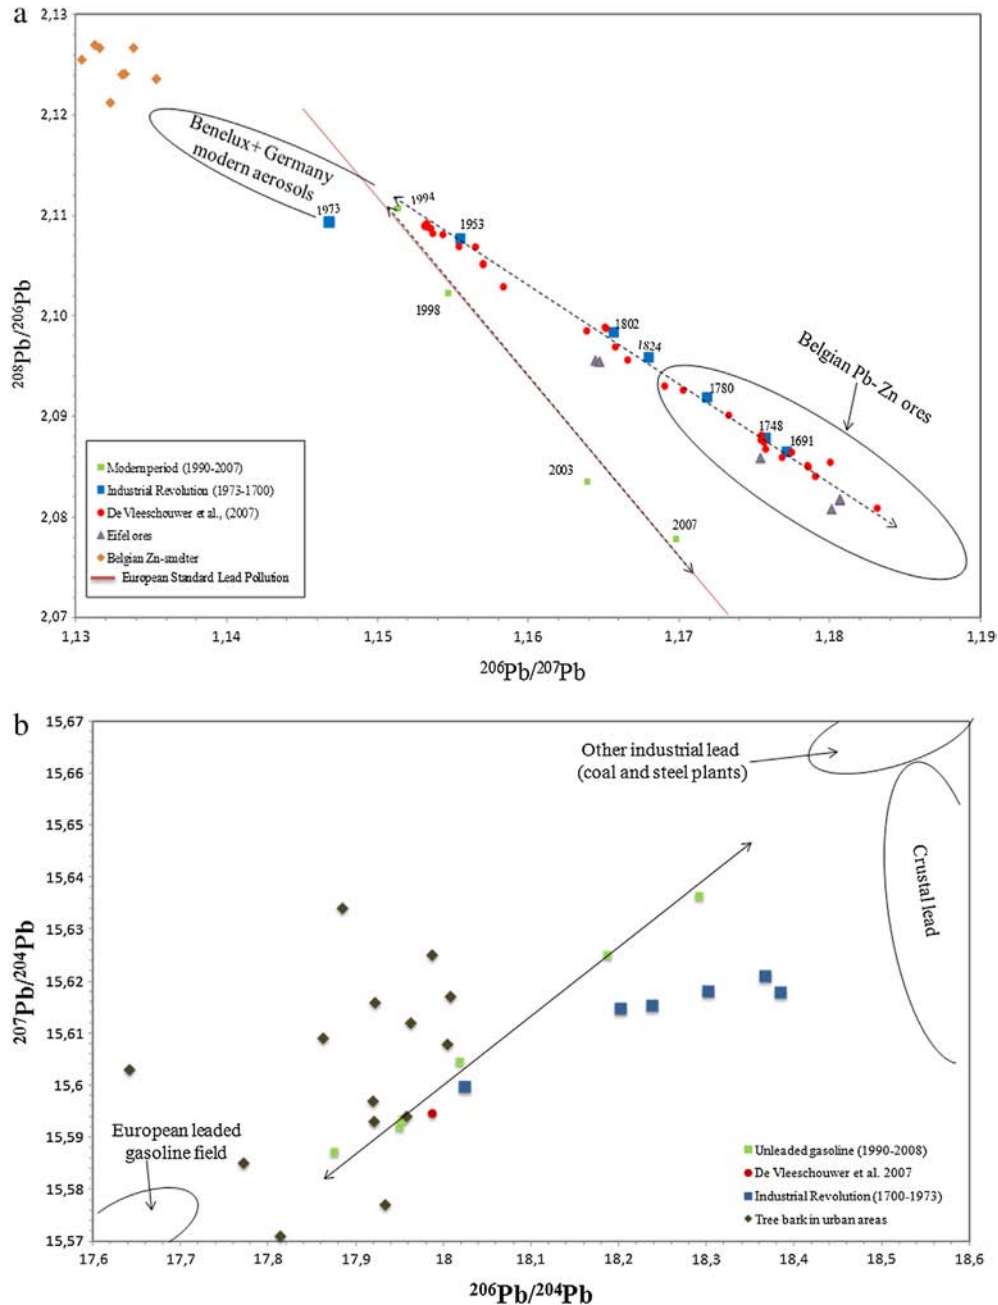 a
2,13
2,12
2,11
2,10
2,09
2,08
2,07
208Pb/206Pb
1,13
1,14
1,15
1,16
1,17
1,18
1,19
206Pb/207Pb
Benelux+ Germany
modern aerosols
1973
1994
1953
1998
1802
1824
1780
1748
1691
2003
2007
Belgian Pb-Zn ores
Modern period (1990-2007)
Industrial Revolution (1973-1700)
De Vleeschouwer et al., (2007)
Eifel ores
Belgian Zn-smelter
European Standard Lead Pollution
b
15,67
15,66
15,65
15,64
15,63
15,62
15,61
15,6
15,59
15,58
15,57
207Pb/204Pb
17,6
17,7
17,8
17,9
18
18,1
18,2
18,3
18,4
18,5
18,6
206Pb/204Pb
Other industrial lead
(coal and steel plants)
Crustal lead
European leaded
gasoline field
Unleaded gasoline (1990-2008)
De Vleeschouwer et al. 2007
Industrial Revolution (1700-1973)
Tree bark in urban areas